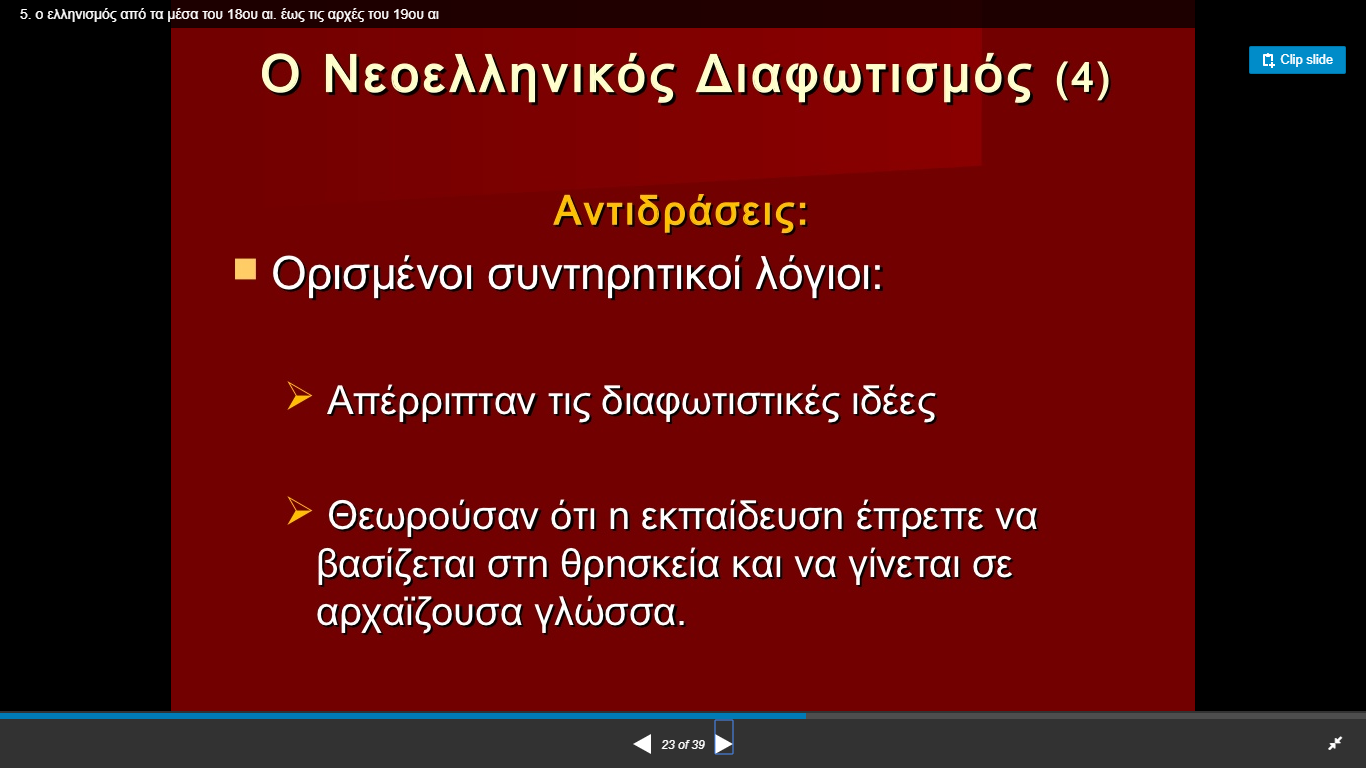 5. ο ελληνισμός από τα μέσα του 18ου αι. έως τις αρχές του 19ου αι
Clip slide
Ο Νεοελληνικός Διαφωτισμός (4)
Αντιδράσεις:
Ορισμένοι συντηρητικοί λόγιοι:
Απέρριπταν τις διαφωτιστικές ιδέες
Θεωρούσαν ότι η εκπαίδευση έπρεπε να
βασίζεται στη θρησκεία και να γίνεται σε
αρχαϊζουσα γλώσσα.
23 of 39